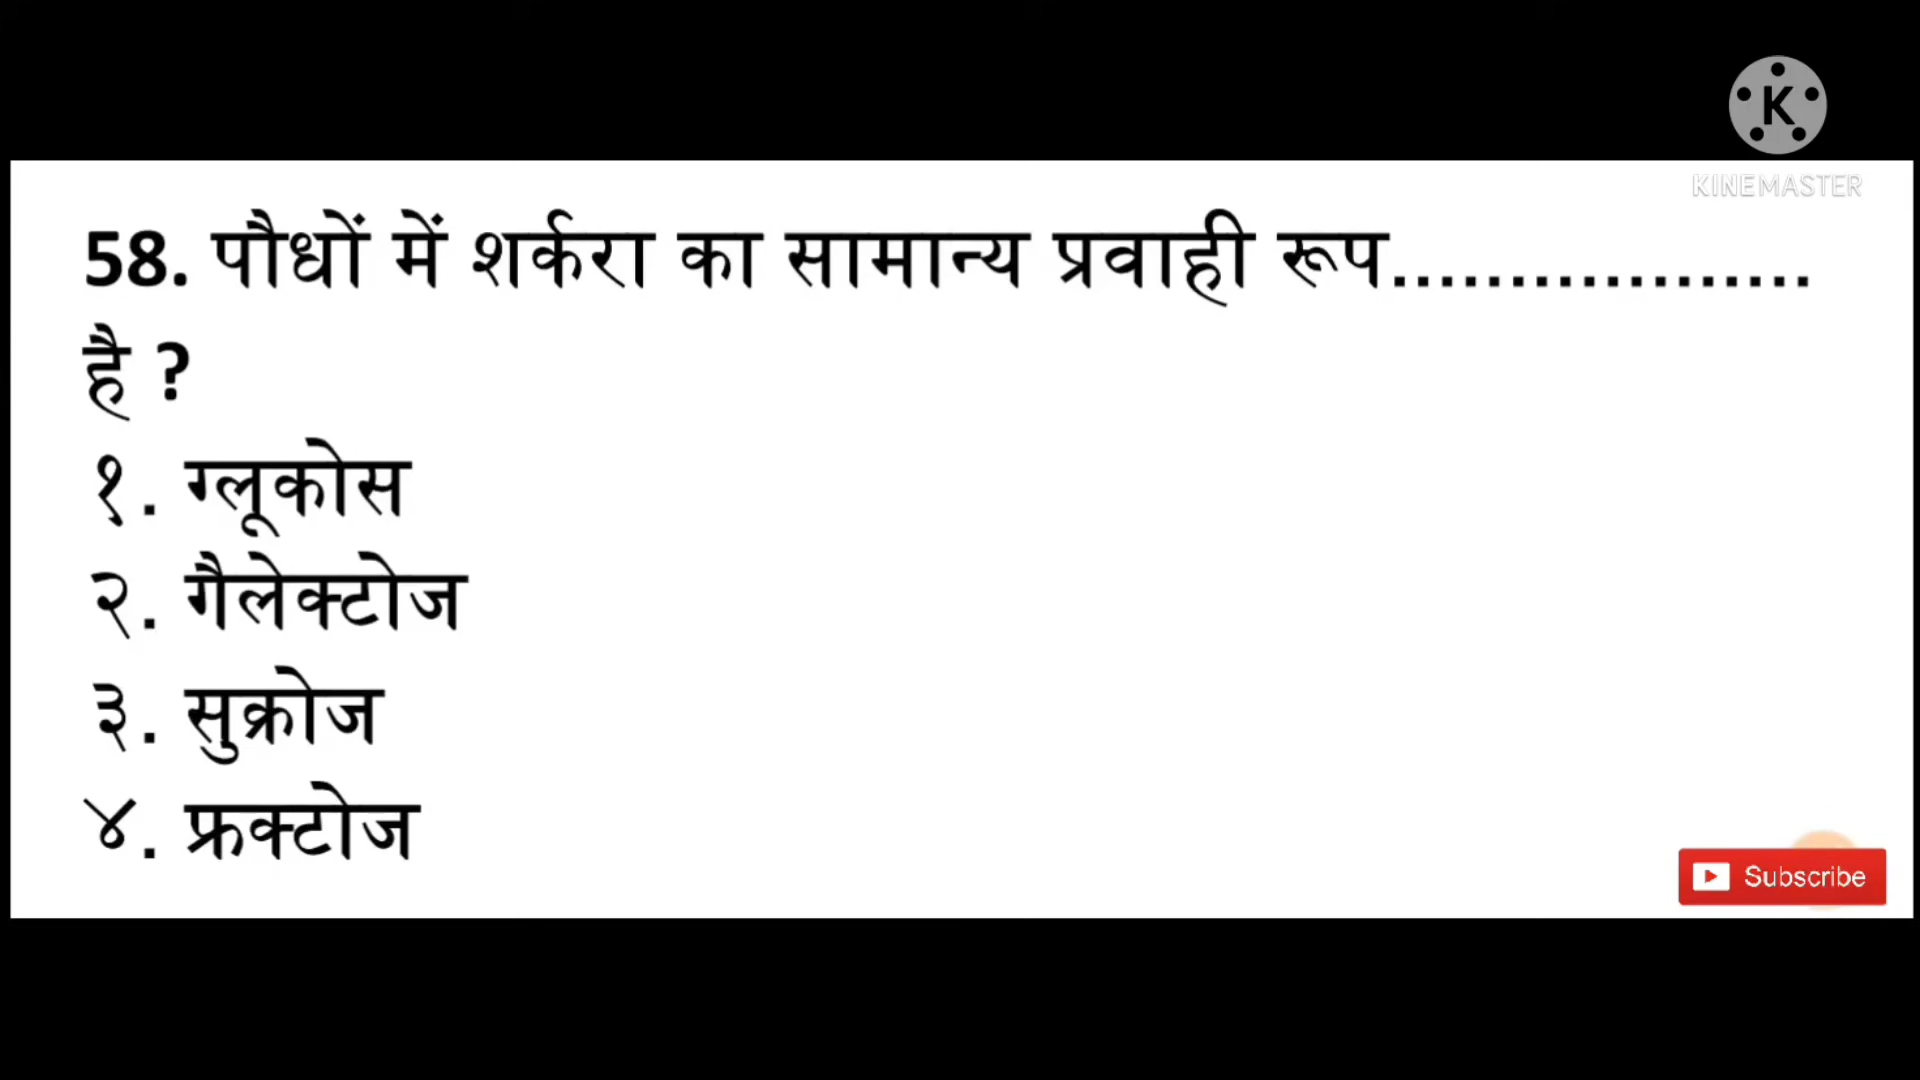 K
KINEMASTER
58. पौधों में शर्करा का सामान्य प्रवाही रूप..................
है ?
१. ग्लूकोस
२. गैलेक्टोज
३. सुक्रोज
४. फ्रक्टोज
Subscribe